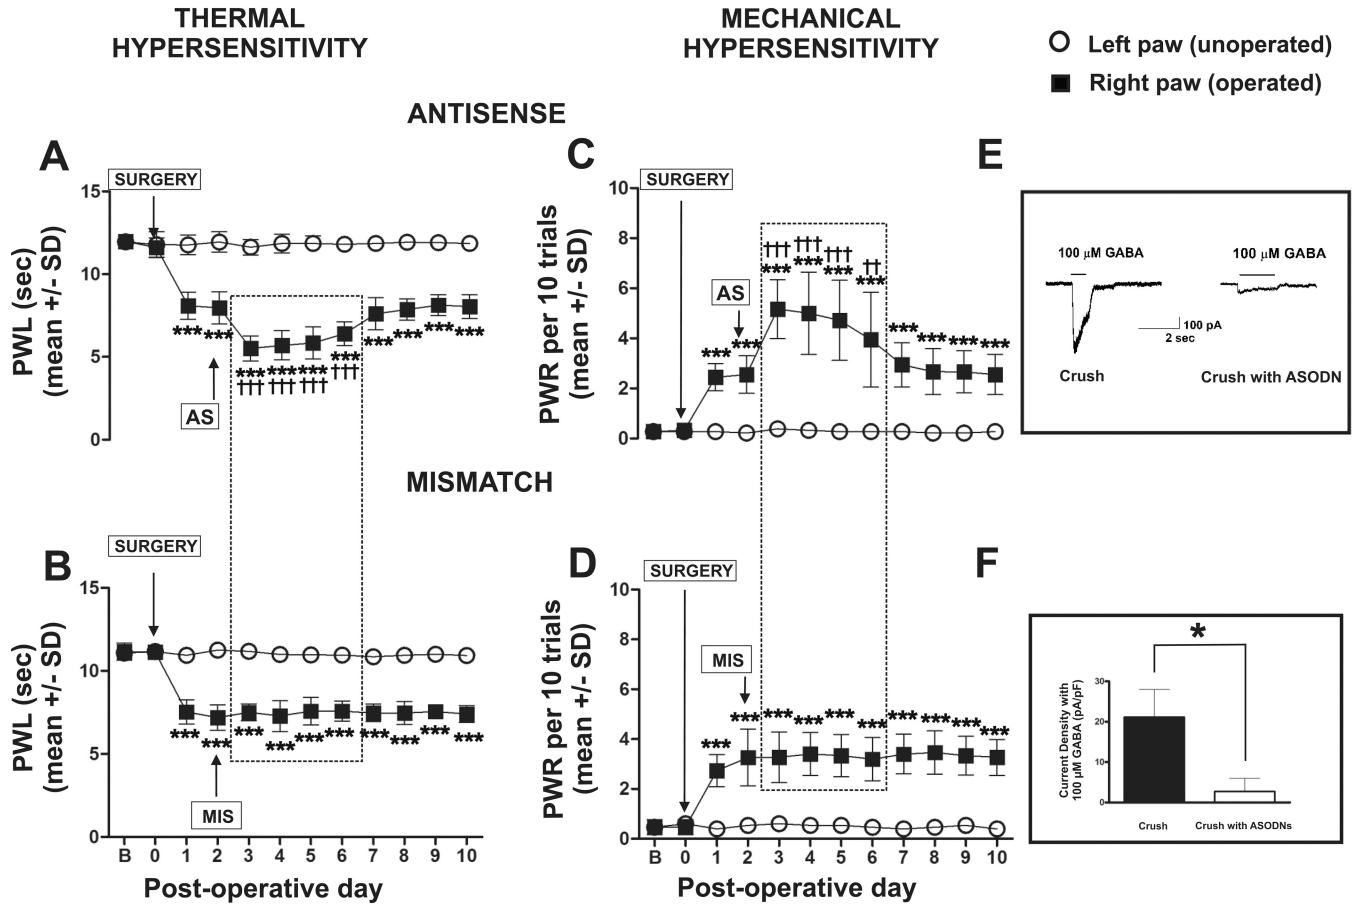 THERMAL
HYPERSENSITIVITY
MECHANICAL
HYPERSENSITIVITY
Left paw (unoperated)
Right paw (operated)
ANTISENSE
A
SURGERY
PWL (sec)
(mean +/- SD)
15
10
5
0
*** *** *** *** *** *** *** *** *** ***
††† ††† ††† †††
AS
C
SURGERY
PWR per 10 trials
(mean +/- SD)
10
8
6
4
2
0
AS
††† ††† ††† ††
*** *** *** *** *** *** *** *** *** ***
E
100 µM GABA
100 µM GABA
100 pA
2 sec
Crush
Crush with ASODN
MISMATCH
B
SURGERY
PWL (sec)
(mean +/- SD)
15
10
5
0
*** *** *** *** *** *** *** *** *** ***
MIS
B 0 1 2 3 4 5 6 7 8 9 10
Post-operative day
D
SURGERY
PWR per 10 trials
(mean +/- SD)
10
8
6
4
2
0
MIS
*** *** *** *** *** *** *** *** *** ***
B 0 1 2 3 4 5 6 7 8 9 10
Post-operative day
F
*
Current Density with
100 µM GABA (pA/pF)
30
20
10
0
Crush
Crush with ASODNs